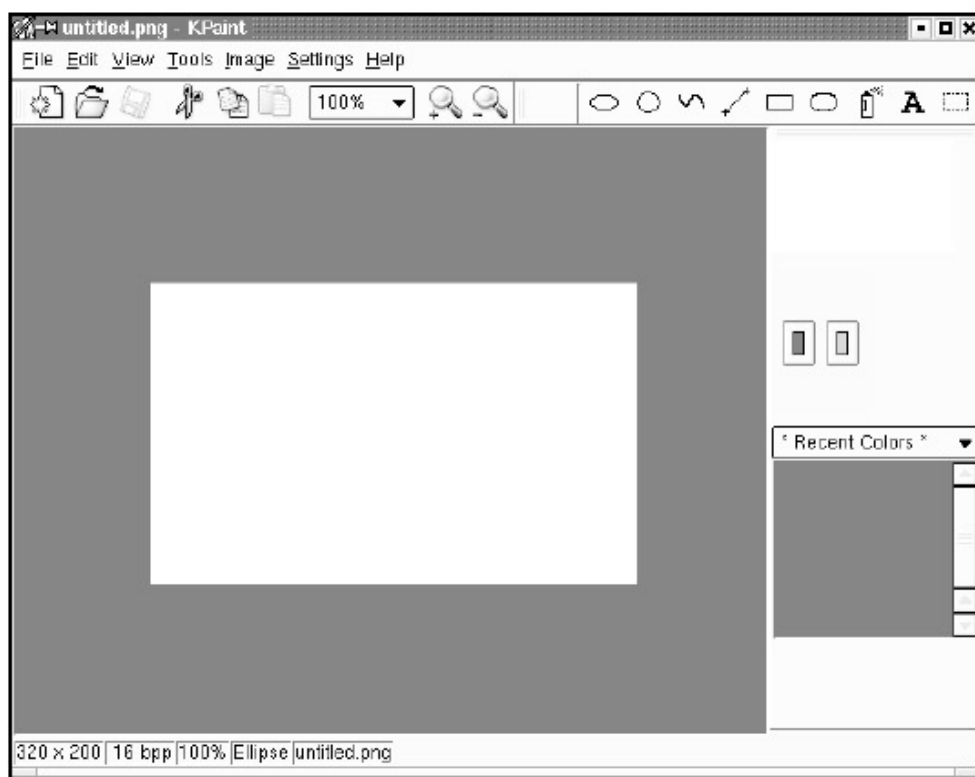 untitled.png - KPaint
File Edit View Tools Image Settings Help
100%
A
* Recent Colors *
320 x 200 16 bpp 100% Ellipse untitled.png